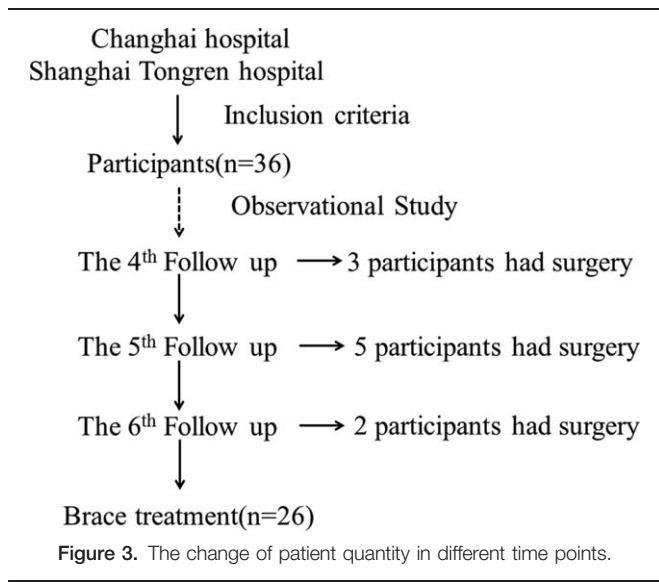 Changhai hospital
Shanghai Tongren hospital
Inclusion criteria
Participants(n=36)
Observational Study
The 4th Follow up → 3 participants had surgery
The 5th Follow up → 5 participants had surgery
The 6th Follow up → 2 participants had surgery
Brace treatment(n=26)
Figure 3. The change of patient quantity in different time points.